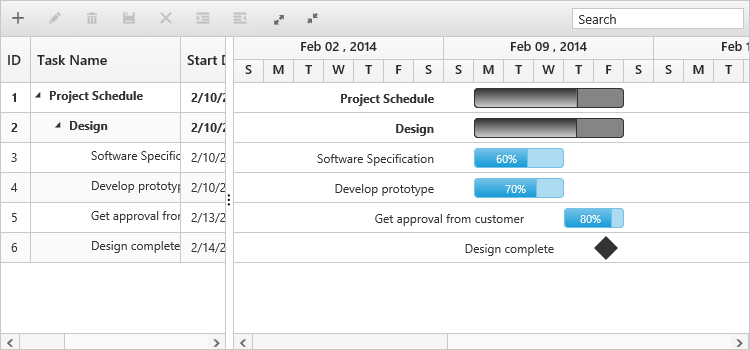 Search
ID Task Name Start D
1 Project Schedule 2/10/2
2 Design 2/10/2
3 Software Specific 2/10/2
4 Develop prototyp 2/10/2
5 Get approval fror 2/13/2
6 Design complete 2/14/2
Feb 02 , 2014 Feb 09 , 2014 Feb 1
S M T W T F S S M T W T F S S M T
Project Schedule
Design
Software Specification 60%
Develop prototype 70%
Get approval from customer 80%
Design complete